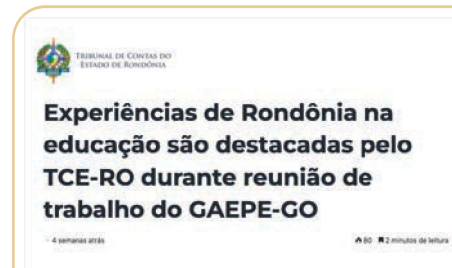 TRIBUNAL DE CONTAS DO
ESTADO DE RONDÔNIA
Experiências de Rondônia na
educação são destacadas pelo
TCE-RO durante reunião de
trabalho do GAEPE-GO
4 semanas atrás 80 2 minutos de leitura